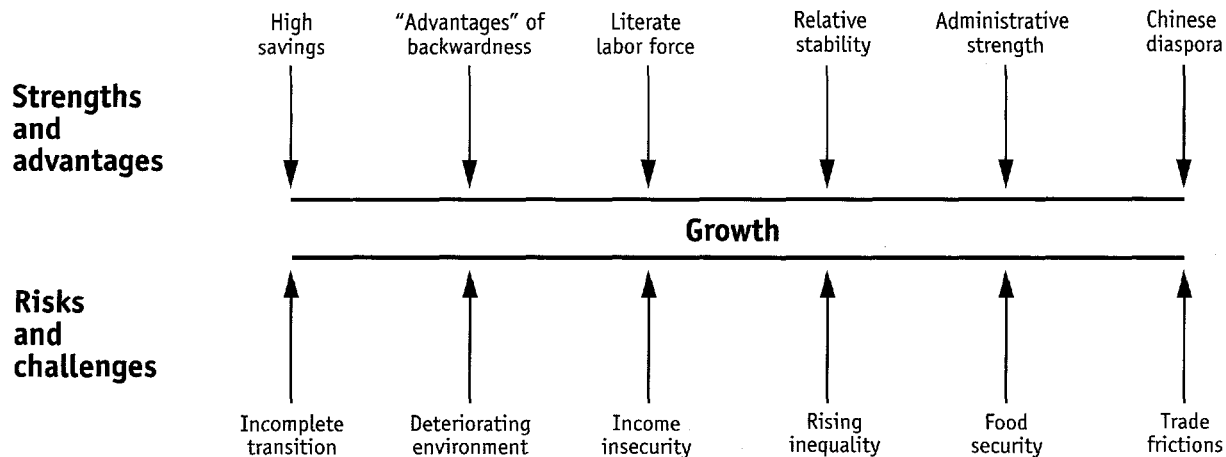 High
savings
“Advantages” of
backwardness
Literate
labor force
Relative
stability
Administrative
strength
Chinese
diaspora
Strengths
and
advantages
Growth
Risks
and
challenges
Incomplete
transition
Deteriorating
environment
Income
insecurity
Rising
inequality
Food
security
Trade
frictions